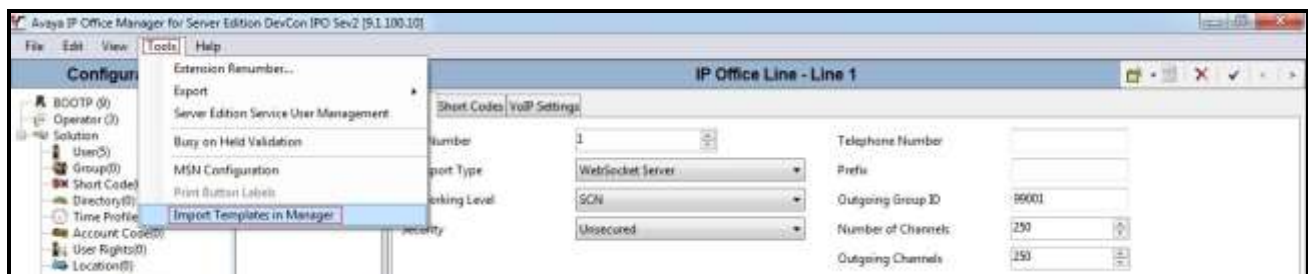 Avaya IP Office Manager for Server Edition DevCon IPO Sev2 [9.1.100.10]
File Edit View Tools Help
Configur
IP Office Line - Line 1
Extension Renumber...
Export
Server Edition Service User Management
Busy on Held Validation
MSN Configuration
Print Button Labels
Import Templates in Manager
BOOTP (9)
Operator (3)
Solution
User(5)
Group(0)
Short Code
Directory(0)
Time Profile
Account Code(0)
User Rights(0)
Location(0)
Short Codes VoIP Settings
Number 1 Telephone Number
port Type WebSocket Server Prefix
orking Level SCN Outgoing Group ID 99001
Security Unsecured Number of Channels 250
Outgoing Channels 250